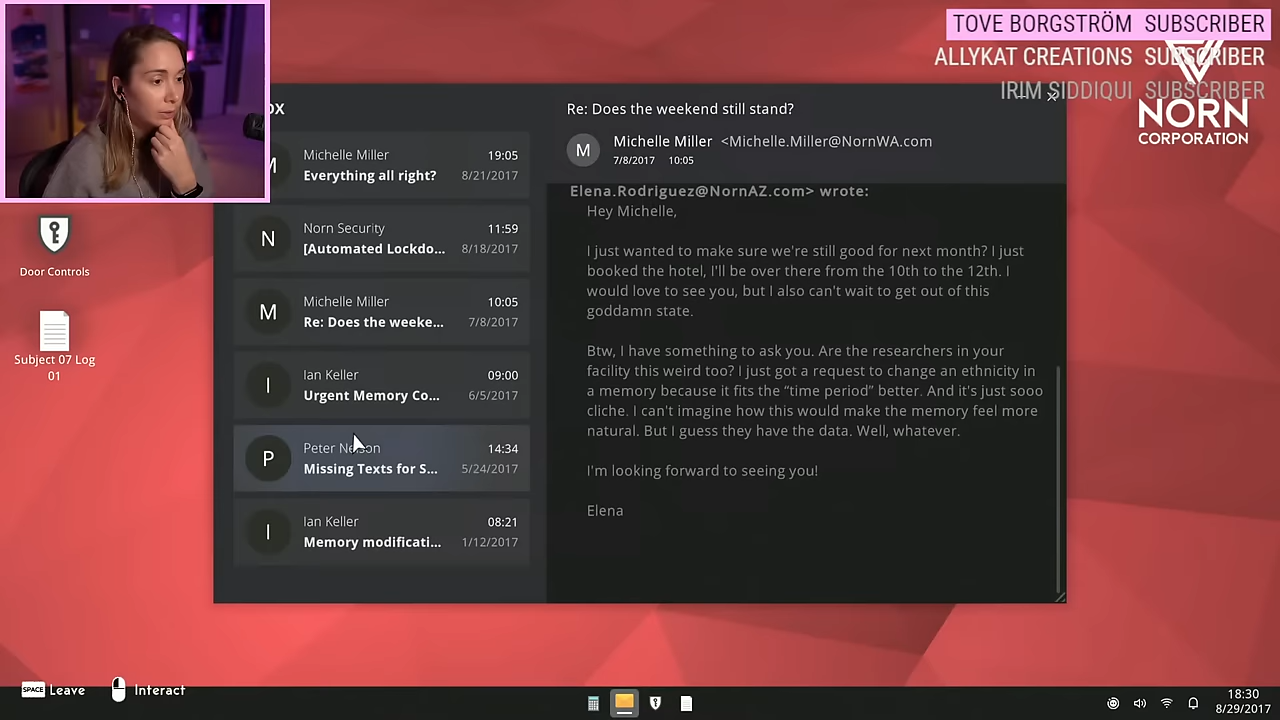 TOVE BORGSTRÖM SUBSCRIBER
ALLYKAT CREATIONS SUBSCRIBER
IRIM SIDDIQUI SUBSCRIBER
NORN
CORPORATION
OX
Re: Does the weekend still stand?
M
Michelle Miller <Michelle.Miller@NornWA.com
7/8/2017 10:05
Michelle Miller 19:05
Everything all right? 8/21/2017
N
Norn Security 11:59
[Automated Lockdo... 8/18/2017
M
Michelle Miller 10:05
Re: Does the weeke... 7/8/2017
I
Ian Keller 09:00
Urgent Memory Co... 6/5/2017
P
Peter Nelson 14:34
Missing Texts for S... 5/24/2017
I
Ian Keller 08:21
Memory modificati... 1/12/2017
Elena.Rodriguez@NornAZ.com> wrote:
Hey Michelle,
I just wanted to make sure we're still good for next month? I just
booked the hotel, I'll be over there from the 10th to the 12th. I
would love to see you, but I also can't wait to get out of this
goddamn state.
Btw, I have something to ask you. Are the researchers in your
facility this weird too? I just got a request to change an ethnicity in
a memory because it fits the “time period” better. And it's just sooo
cliche. I can't imagine how this would make the memory feel more
natural. But I guess they have the data. Well, whatever.
I'm looking forward to seeing you!
Elena
Door Controls
Subject 07 Log
01
SPACE Leave
Interact
18:30
8/29/2017